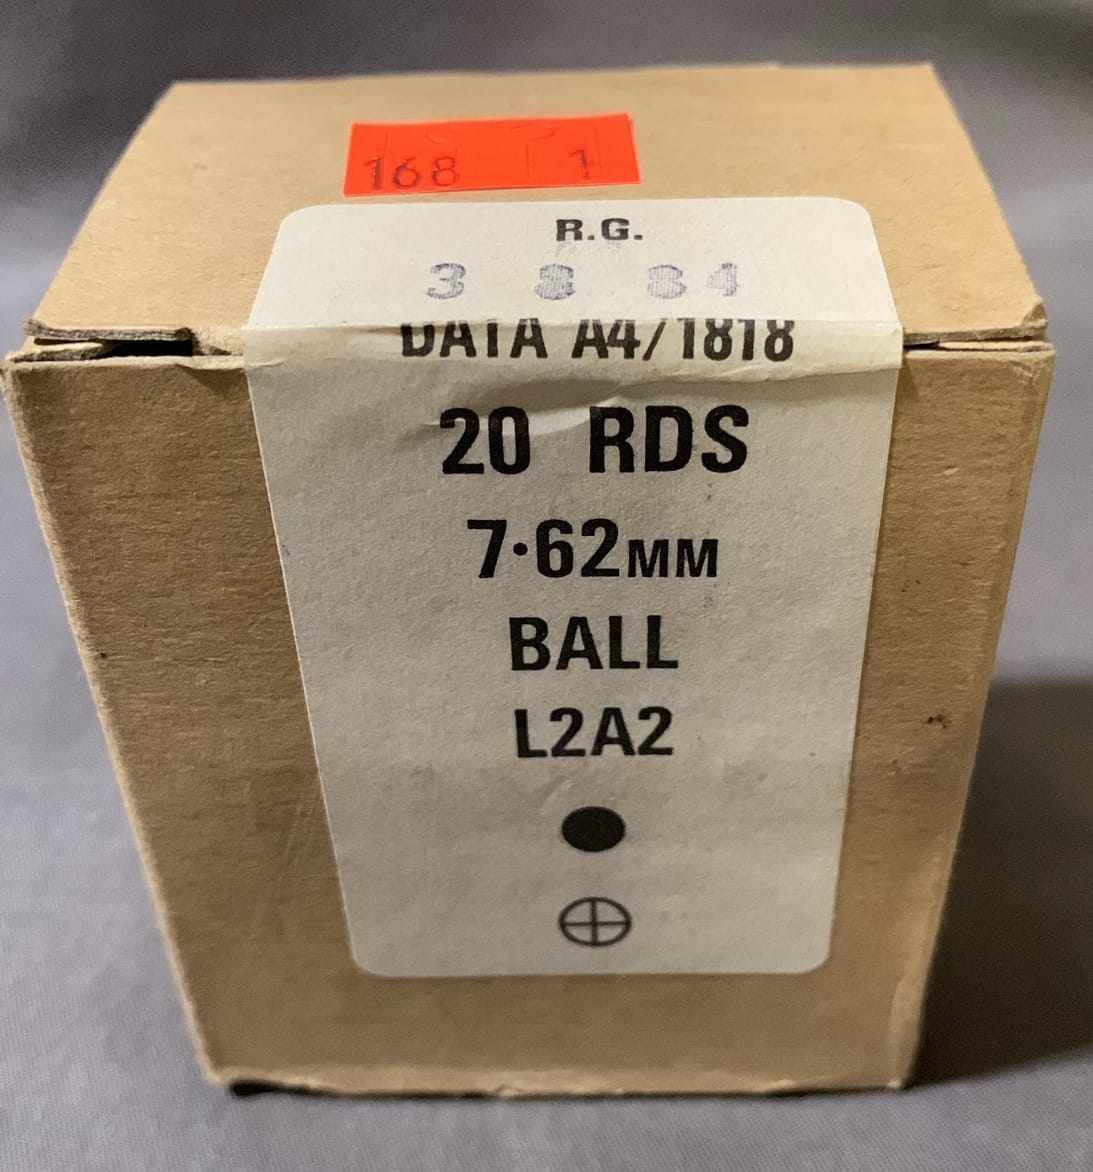 168 1
R.G.
3 8 84
DATA A4/1818
20 RDS
7·62MM
BALL
L2A2